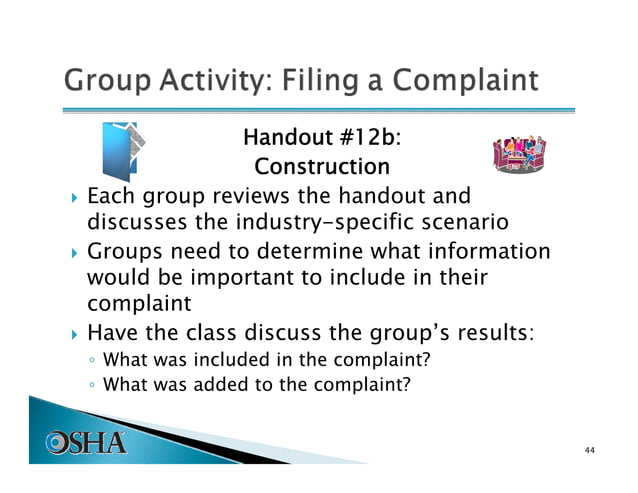 Group Activity: Filing a Complaint
Handout #12b:
Construction
Each group reviews the handout and
discusses the industry-specific scenario
Groups need to determine what information
would be important to include in their
complaint
Have the class discuss the group's results:
What was included in the complaint?
What was added to the complaint?
OSHA
44